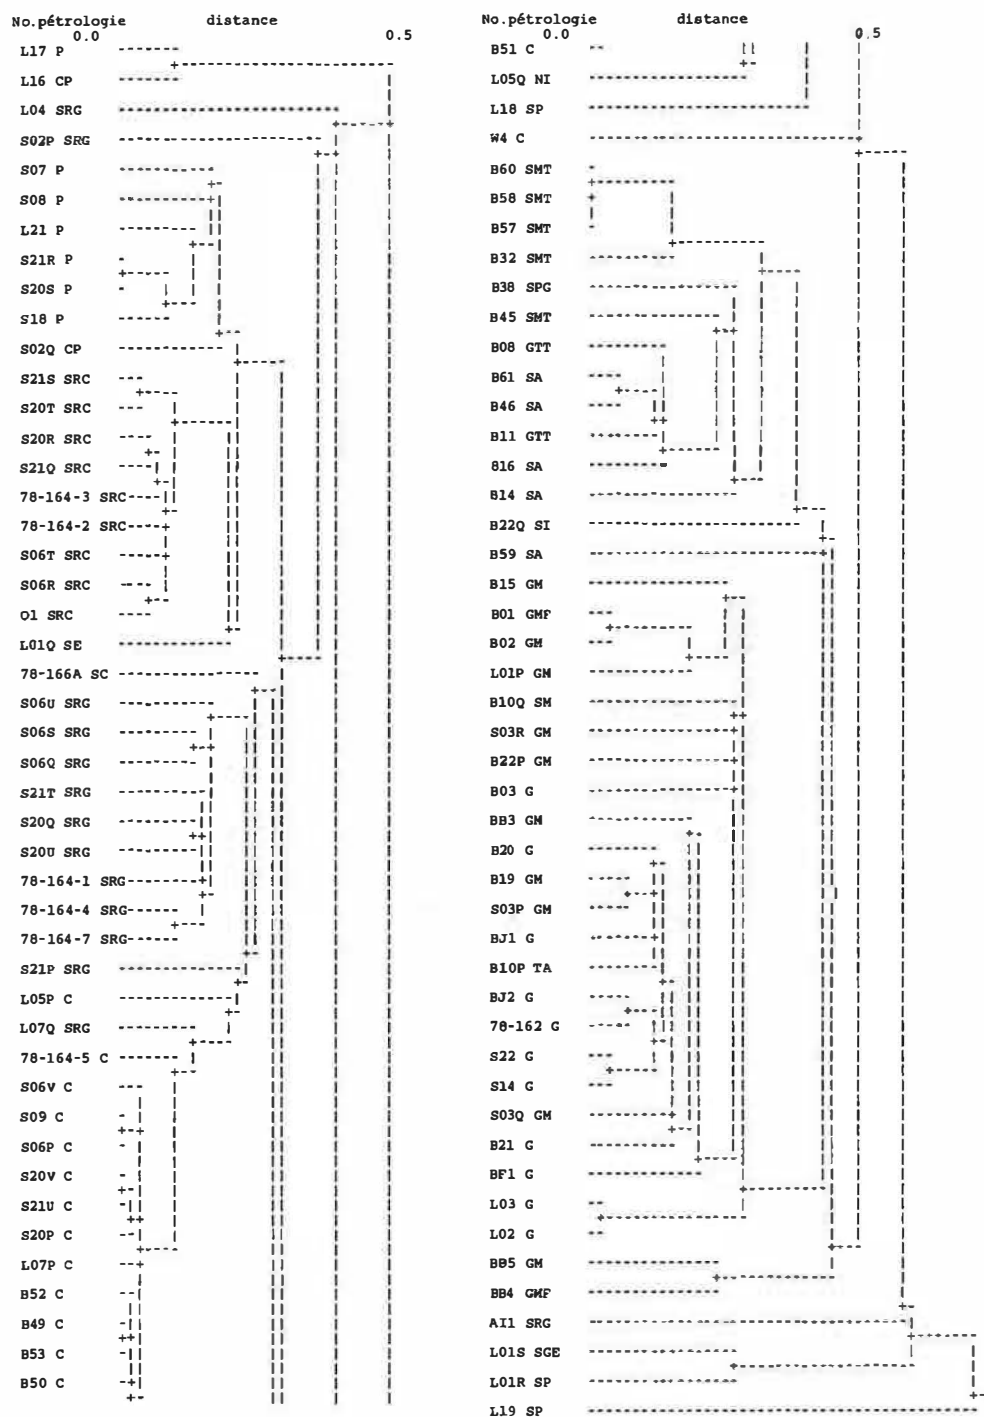 No.pétrologie distance
0.0 0.5
L17 P
L16 CP
L04 SRG
S02P SRG
S07 P
S08 P
L21 P
S21R P
S20S P
S18 P
S02Q CP
S21S SRC
S20T SRC
S20R SRC
S21Q SRC
78-164-3 SRC
78-164-2 SRC
S06T SRC
S06R SRC
O1 SRC
L01Q SE
78-166A SC
S06U SRG
S06S SRG
S06Q SRG
S21T SRG
S20Q SRG
S20U SRG
78-164-1 SRG
78-164-4 SRG
78-164-7 SRG
S21P SRG
L05P C
L07Q SRG
78-164-5 C
S06V C
S09 C
S06P C
S20V C
S21U C
S20P C
L07P C
B52 C
B49 C
B53 C
B50 C
No.pétrologie distance
0.0 0.5
B51 C
L05Q NI
L18 SP
W4 C
B60 SMT
B58 SMT
B57 SMT
B32 SMT
B38 SPG
B45 SMT
B08 GTT
B61 SA
B46 SA
B11 GTT
816 SA
B14 SA
B22Q SI
B59 SA
B15 GM
B01 GMF
B02 GM
L01P GM
B10Q SM
S03R GM
B22P GM
B03 G
BB3 GM
B20 G
B19 GM
S03P GM
BJ1 G
B10P TA
BJ2 G
78-162 G
S22 G
S14 G
S03Q GM
B21 G
BF1 G
L03 G
L02 G
BB5 GM
BB4 GMF
AI1 SRG
L01S SGE
L01R SP
L19 SP